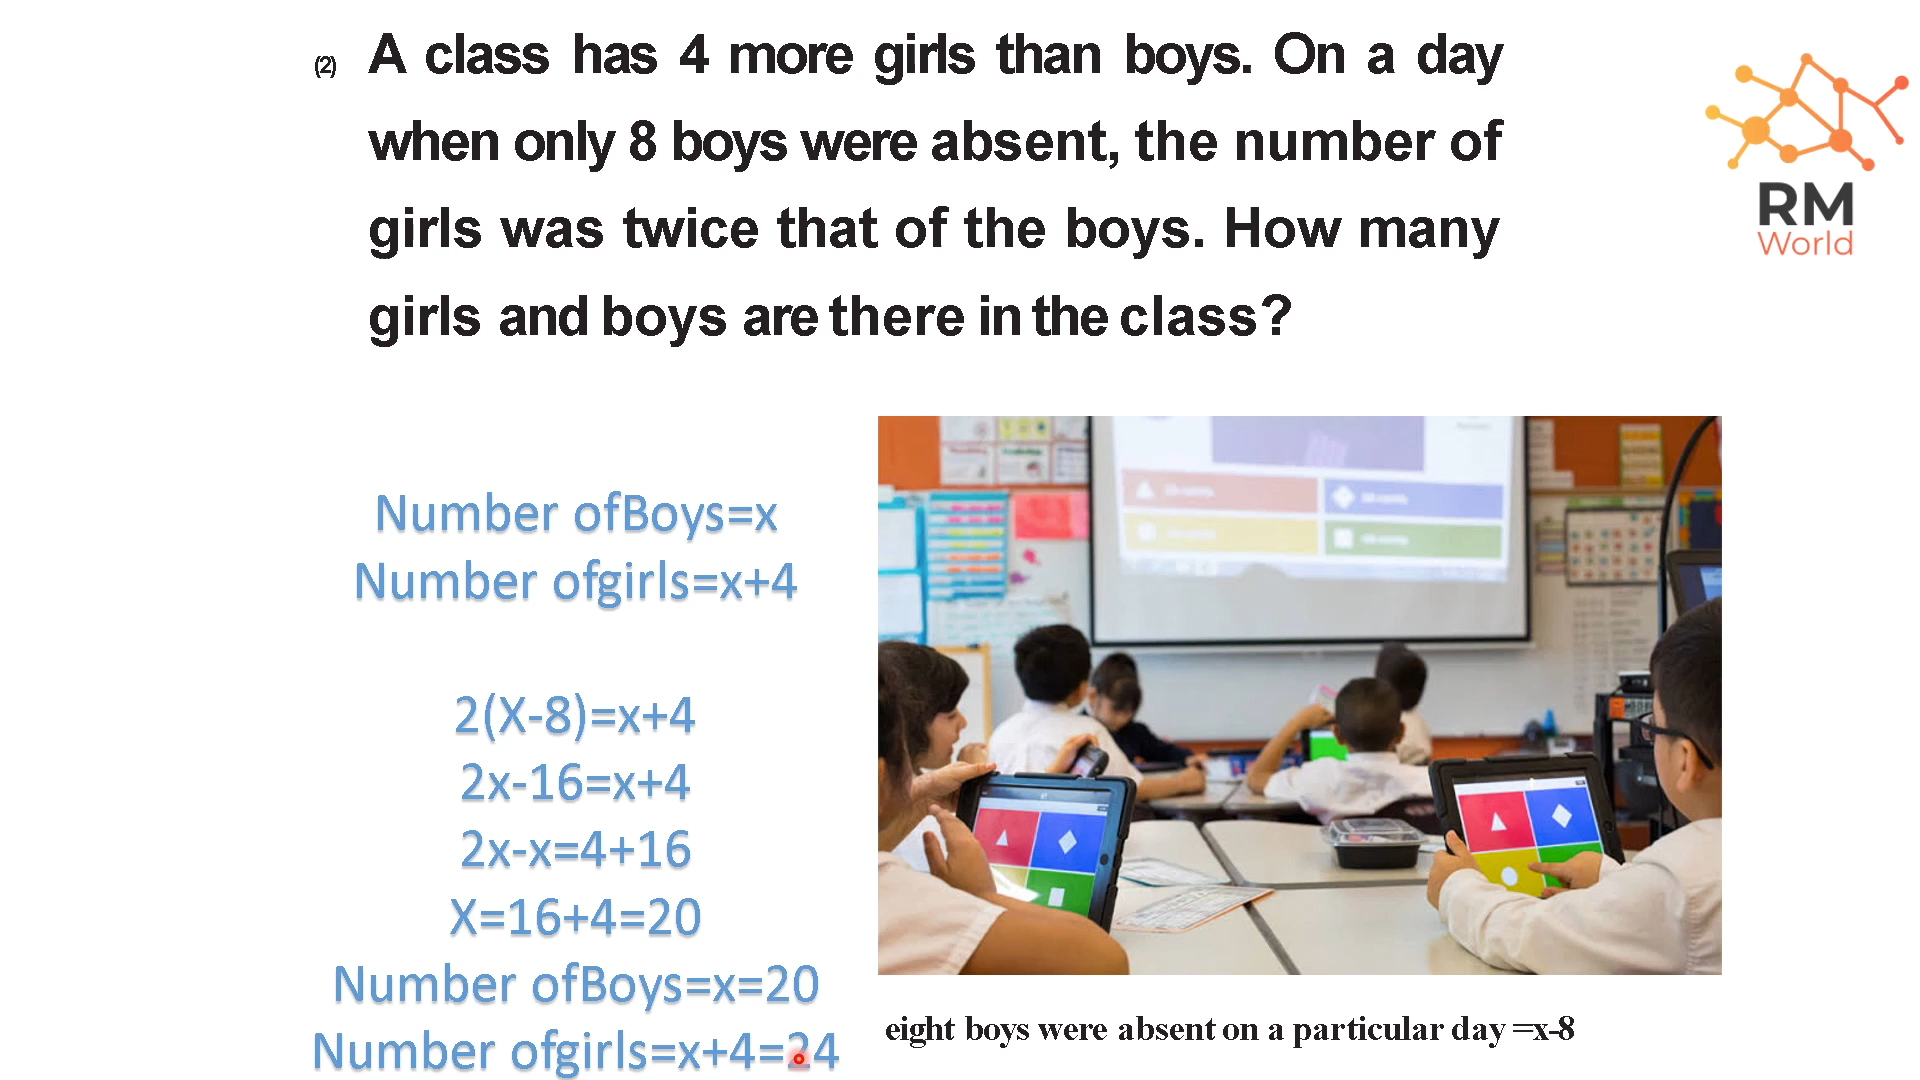 (2) A class has 4 more girls than boys. On a day
when only 8 boys were absent, the number of
girls was twice that of the boys. How many
girls and boys are there in the class?
RM
World
Number ofBoys=x
Number ofgirls=x+4
2(X-8)=x+4
2x-16=x+4
2x-x=4+16
X=16+4=20
Number ofBoys=x=20
Number ofgirls=x+4=24
eight boys were absent on a particular day =x-8